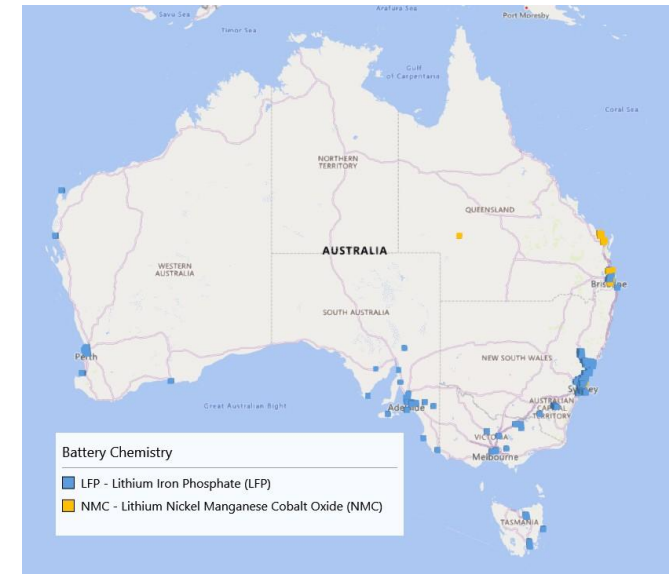 Savu Sea
Arafura Sea
Port Moresby
Timor Sea
Gulf
of Carpentaria
Coral Sea
NORTHERN
TERRITORY
QUEENSLAND
AUSTRALIA
WESTERN
AUSTRALIA
Brisbane
SOUTH AUSTRALIA
Perth
NEW SOUTH WALES
Sydney
Great Australian Bight
Adelaide
AUSTRALIAN
CAPITAL
TERRITORY
VICTORIA
Melbourne
Battery Chemistry
LFP - Lithium Iron Phosphate (LFP)
NMC - Lithium Nickel Manganese Cobalt Oxide (NMC)
TASMANIA